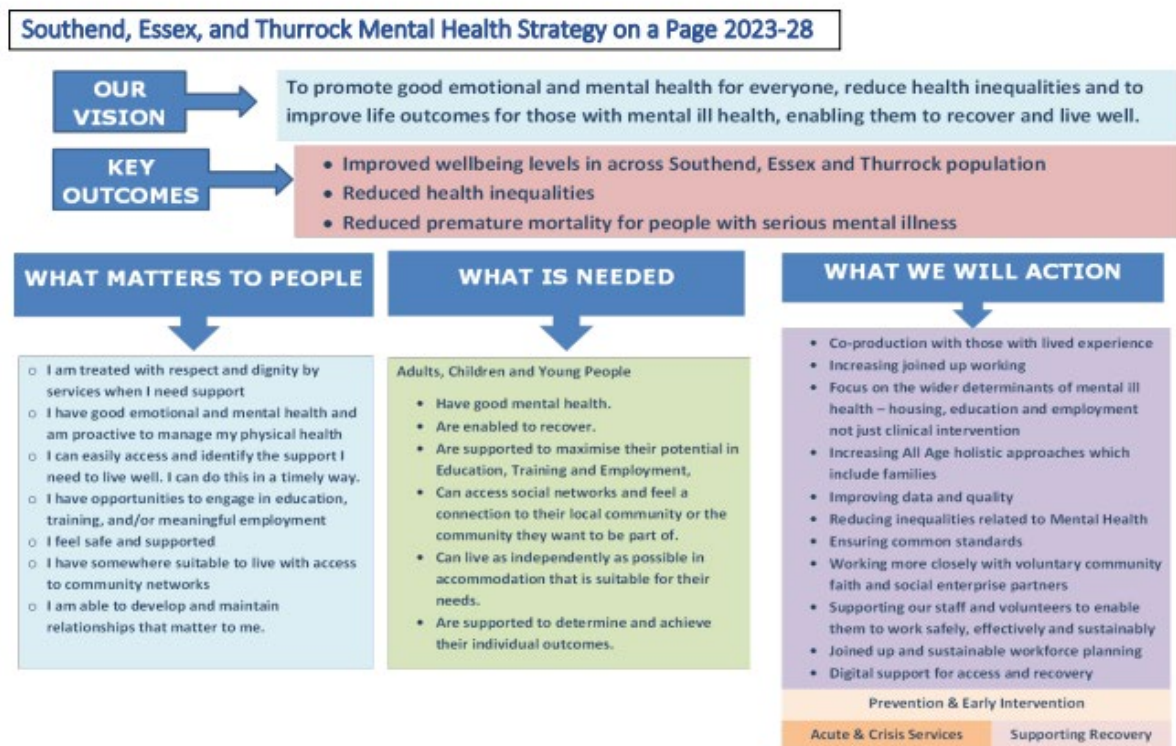 Southend, Essex, and Thurrock Mental Health Strategy on a Page 2023-28
OUR
VISION
To promote good emotional and mental health for everyone, reduce health inequalities and to
improve life outcomes for those with mental ill health, enabling them to recover and live well.
KEY
OUTCOMES
• Improved wellbeing levels in across Southend, Essex and Thurrock population
• Reduced health inequalities
• Reduced premature mortality for people with serious mental illness
WHAT MATTERS TO PEOPLE
o I am treated with respect and dignity by
services when I need support
o I have good emotional and mental health and
am proactive to manage my physical health
o I can easily access and identify the support I
need to live well. I can do this in a timely way.
o I have opportunities to engage in education,
training, and/or meaningful employment
o I feel safe and supported
o I have somewhere suitable to live with access
to community networks
o I am able to develop and maintain
relationships that matter to me.
WHAT IS NEEDED
Adults, Children and Young People
• Have good mental health.
• Are enabled to recover.
• Are supported to maximise their potential in
Education, Training and Employment,
• Can access social networks and feel a
connection to their local community or the
community they want to be part of.
• Can live as independently as possible in
accommodation that is suitable for their
needs.
• Are supported to determine and achieve
their individual outcomes.
WHAT WE WILL ACTION
• Co-production with those with lived experience
• Increasing joined up working
• Focus on the wider determinants of mental ill
health – housing, education and employment
not just clinical intervention
• Increasing All Age holistic approaches which
include families
• Improving data and quality
• Reducing inequalities related to Mental Health
• Ensuring common standards
• Working more closely with voluntary community
faith and social enterprise partners
• Supporting our staff and volunteers to enable
them to work safely, effectively and sustainably
• Joined up and sustainable workforce planning
• Digital support for access and recovery
Prevention & Early Intervention
Acute & Crisis Services
Supporting Recovery